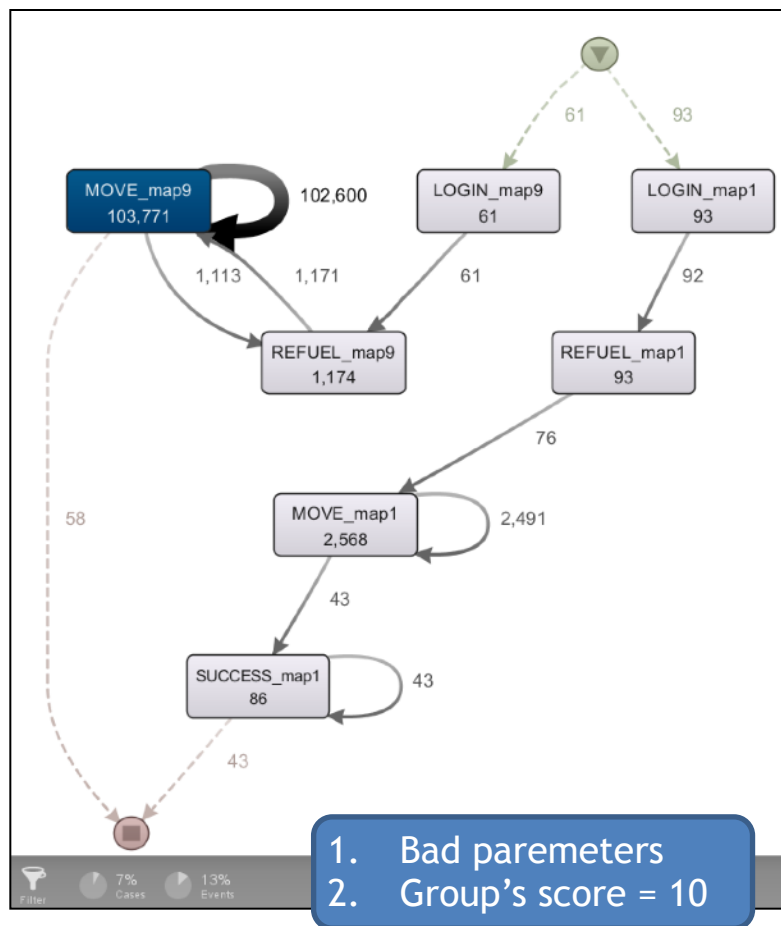 61
93
MOVE_map9
103,771
102,600
LOGIN_map9
61
LOGIN_map1
93
1,113
1,171
61
92
REFUEL_map9
1,174
REFUEL_map1
93
76
58
MOVE_map1
2,568
2,491
43
SUCCESS_map1
86
43
43
Filter
7%
Cases
13%
Events
1. Bad paremeters
2. Group’s score = 10